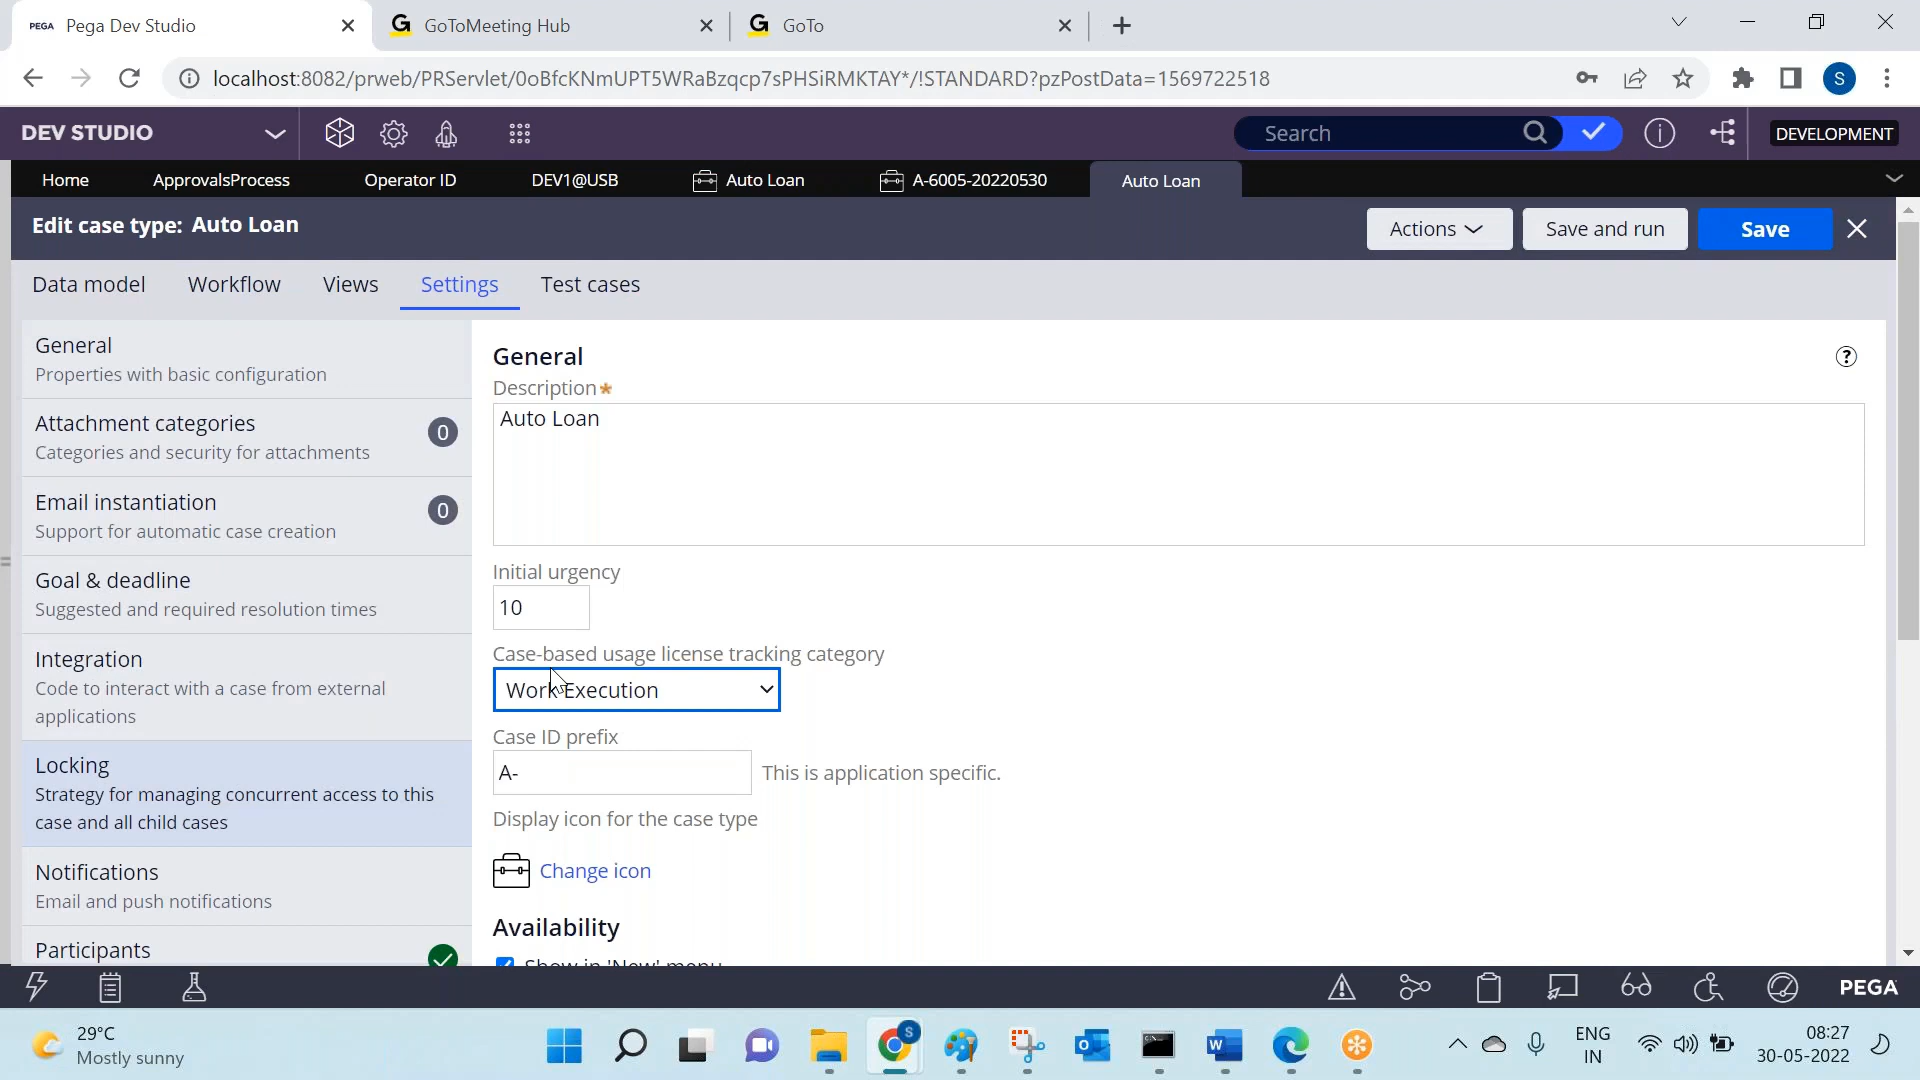 PEGA Pega Dev Studio
G GoToMeeting Hub
G GoTo
localhost:8082/prweb/PRServlet/0oBfcKNmUPT5WRaBzqcp7sPHSiRMKTAY*/!STANDARD?pzPostData=1569722518
S
DEV STUDIO
Search
DEVELOPMENT
Home
ApprovalsProcess
Operator ID
DEV1@USB
Auto Loan
A-6005-20220530
Auto Loan
Edit case type: Auto Loan
Actions
Save and run
Save
Data model
Workflow
Views
Settings
Test cases
General
Properties with basic configuration
Attachment categories
0
Categories and security for attachments
Email instantiation
0
Support for automatic case creation
Goal & deadline
Suggested and required resolution times
Integration
Code to interact with a case from external
applications
Locking
Strategy for managing concurrent access to this
case and all child cases
Notifications
Email and push notifications
Participants
General
Description*
Auto Loan
Initial urgency
10
Case-based usage license tracking category
Work Execution
Case ID prefix
A-
This is application specific.
Display icon for the case type
Change icon
Availability
Show in 'New' menu
PEGA
29°C
Mostly sunny
S
ENG
IN
08:27
30-05-2022